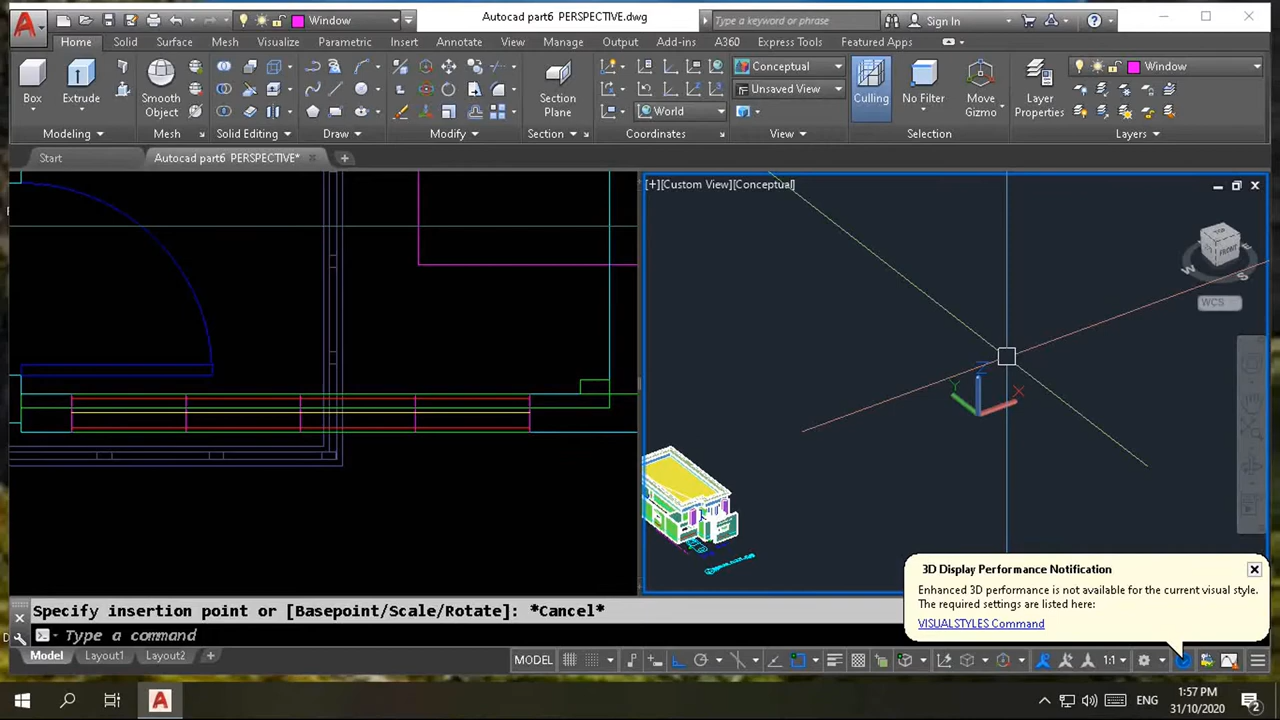 Window
Autocad part6 PERSPECTIVE.dwg
Type a keyword or phrase
Sign In
Home
Solid
Surface
Mesh
Visualize
Parametric
Insert
Annotate
View
Manage
Output
Add-ins
A360
Express Tools
Featured Apps
Box
Extrude
Smooth
Object
Section
Plane
Conceptual
Unsaved View
World
Culling
No Filter
Move
Gizmo
Layer
Properties
Window
Modeling
Mesh
Solid Editing
Draw
Modify
Section
Coordinates
View
Selection
Layers
Start
Autocad part6 PERSPECTIVE*
[+][Custom View][Conceptual]
TOP
FRONT
W
S
WCS
Z
Y
X
3D Display Performance Notification
Enhanced 3D performance is not available for the current visual style.
The required settings are listed here:
VISUALSTYLES Command
Specify insertion point or [Basepoint/Scale/Rotate]: *Cancel*
Type a command
Model
Layout1
Layout2
MODEL
1:1
ENG
1:57 PM
31/10/2020
2